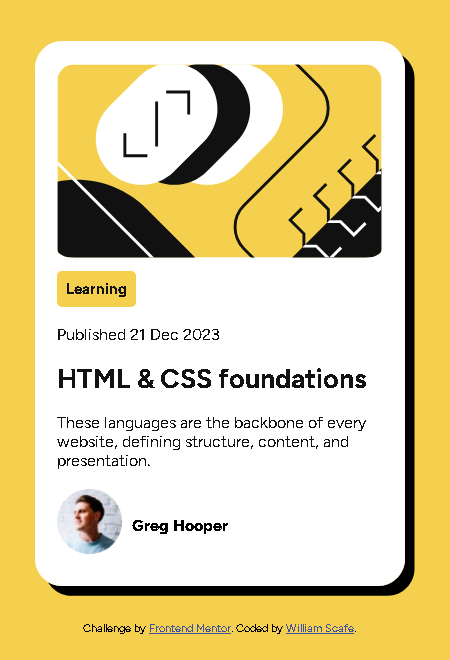 Learning
Published 21 Dec 2023
HTML & CSS foundations
These languages are the backbone of every
website, defining structure, content, and
presentation.
Greg Hooper
Challenge by Frontend Mentor. Coded by William Scafe.